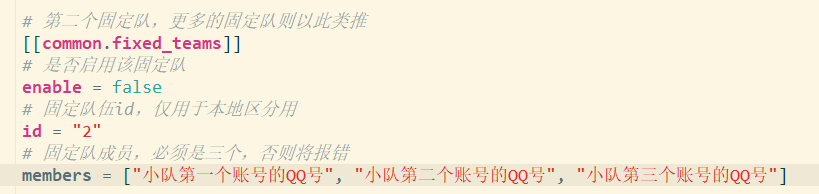 # 第二个固定队，更多的固定队则以此类推
[[common.fixed_teams]]
# 是否启用该固定队
enable = false
# 固定队伍id，仅用于本地区分用
id = "2"
# 固定队成员，必须是三个，否则将报错
members = ["小队第一个账号的QQ号", "小队第二个账号的QQ号", "小队第三个账号的QQ号"]